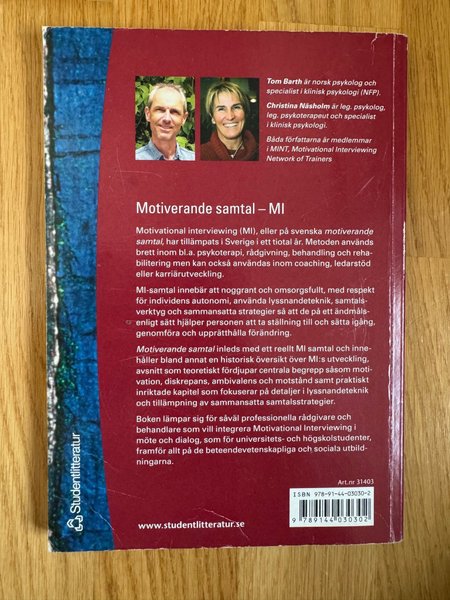 Tom Barth är norsk psykolog och
specialist i klinisk psykologi (NFP).
Christina Näsholm är leg. psykolog,
leg. psykoterapeut och specialist
i klinisk psykologi.
Båda författarna är medlemmar
i MINT, Motivational Interviewing
Network of Trainers
Motiverande samtal – MI
Motivational interviewing (MI), eller på svenska motiverande
samtal, har tillämpats i Sverige i ett tiotal år. Metoden används
brett inom bl.a. psykoterapi, rådgivning, behandling och reha-
bilitering men kan också användas inom coaching, ledarstöd
eller karriärutveckling.
MI-samtal innebär att noggrant och omsorgsfullt, med respekt
för individens autonomi, använda lyssnandeteknik, samtals-
verktyg och sammansatta strategier så att de på ett ändamåls-
enligt sätt hjälper personen att ta ställning till och sätta igång,
genomföra och upprätthålla förändring.
Motiverande samtal inleds med ett reellt MI samtal och inne-
håller bland annat en historisk översikt över MI:s utveckling,
avsnitt som teoretiskt fördjupar centrala begrepp såsom moti-
vation, diskrepans, ambivalens och motstånd samt praktiskt
inriktade kapitel som fokuserar på detaljer i lyssnandeteknik
och tillämpning av sammansatta samtalsstrategier.
Boken lämpar sig för såväl professionella rådgivare och
behandlare som vill integrera Motivational Interviewing i
möte och dialog, som för universitets- och högskolstudenter,
framför allt på de beteendevetenskapliga och sociala utbild-
ningarna.
Art.nr 31403
ISBN 978-91-44-03030-2
9 789144 030302
www.studentlitteratur.se
Studentlitteratur